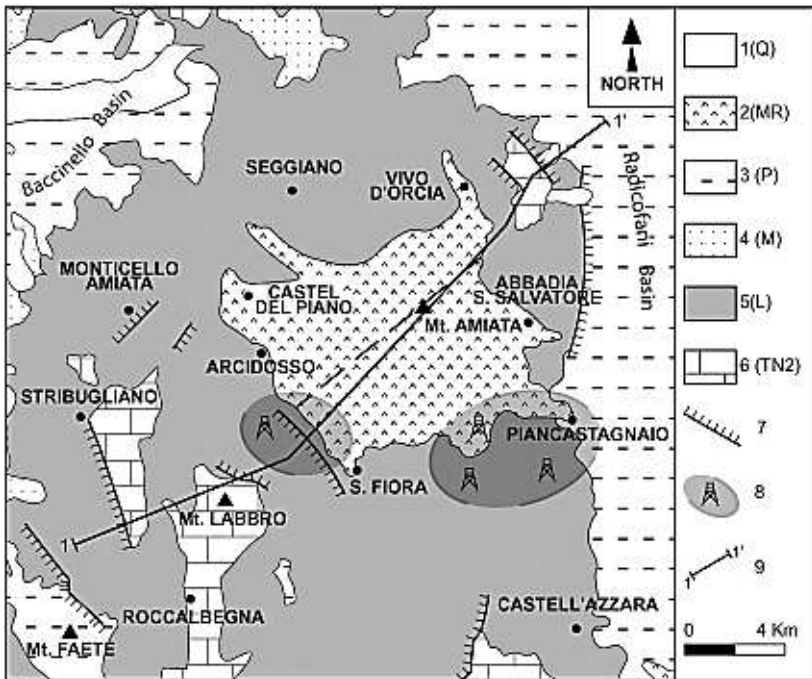 NORTH
1'
Baccinello Basin
SEGGIANO
VIVO
D'ORCIA
Radicofani Basin
MONTICELLO
AMIATA
CASTEL
DEL PIANO
ABBADIA
S. SALVATORE
Mt. AMIATA
ARCIDOSSO
STRIBUGLIANO
PIANCASTAGNAIO
S. FIORA
Mt. LABBRO
1
ROCCALBEGNA
CASTELL'AZZARA
Mt. FAETE
1(Q)
2(MR)
3 (P)
4 (M)
5(L)
6 (TN2)
7
8
1 1' 9
0 4 Km